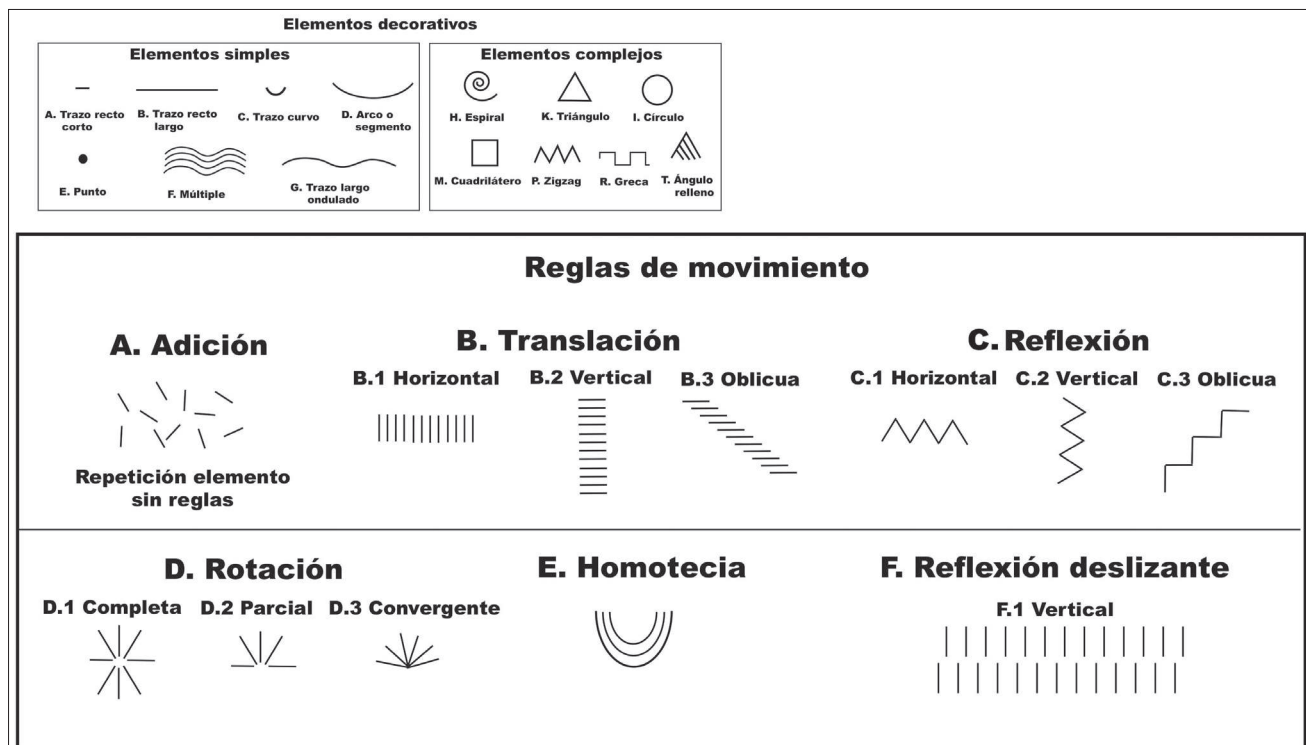 Elementos decorativos
Elementos simples
A. Trazo recto
corto
B. Trazo recto
largo
C. Trazo curvo
D. Arco o
segmento
E. Punto
F. Múltiple
G. Trazo largo
ondulado
Elementos complejos
H. Espiral
K. Triángulo
I. Círculo
M. Cuadrilátero
P. Zigzag
R. Greca
T. Ángulo
relleno
Reglas de movimiento
A. Adición
Repetición elemento
sin reglas
B. Translación
B.1 Horizontal
B.2 Vertical
B.3 Oblicua
C. Reflexión
C.1 Horizontal
C.2 Vertical
C.3 Oblicua
D. Rotación
D.1 Completa
D.2 Parcial
D.3 Convergente
E. Homotecia
F. Reflexión deslizante
F.1 Vertical